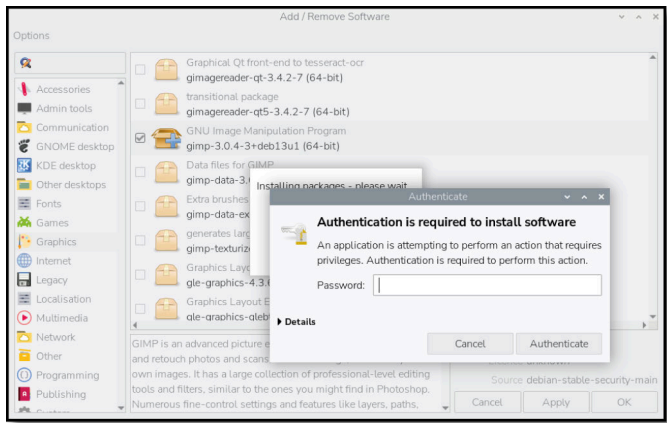 Add / Remove Software
Options
Accessories
Admin tools
Communication
GNOME desktop
KDE desktop
Other desktops
Fonts
Games
Graphics
Internet
Legacy
Localisation
Multimedia
Network
Other
Programming
Publishing
System
Graphical Qt front-end to tesseract-ocr
gimagereader-qt-3.4.2-7 (64-bit)
transitional package
gimagereader-qt5-3.4.2-7 (64-bit)
GNU Image Manipulation Program
gimp-3.0.4-3+deb13u1 (64-bit)
Data files for GIMP
gimp-data-3.
Extra brushes
gimp-data-ex
generates larg
gimp-texturiz
Graphics Layo
gle-graphics-4.3.
Graphics Layout E
gle-graphics-gleb
GIMP is an advanced picture e
and retouch photos and scans
own images. It has a large collection of professional-level editing
tools and filters, similar to the ones you might find in Photoshop.
Numerous fine-control settings and features like layers, paths,
Source debian-stable-security-main
Cancel
Apply
OK
Installing packages - please wait
Authenticate
Authentication is required to install software
An application is attempting to perform an action that requires
privileges. Authentication is required to perform this action.
Password:
Details
Cancel
Authenticate